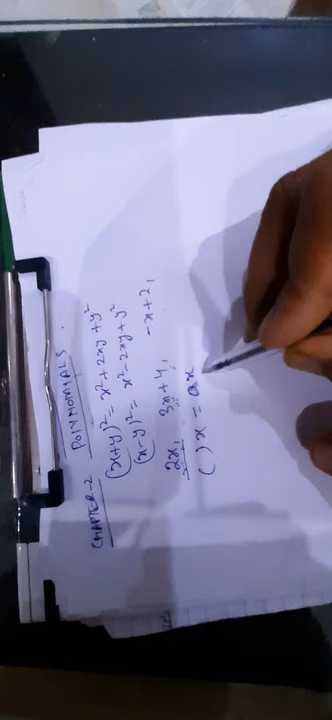 CHAPTER-2 POLYNOMIALS.
(x+y)² = x²+2xy+y²
(x-y)² = x²-2xy+y²
2x, 3x+4, -x+2,
( ) x = ax